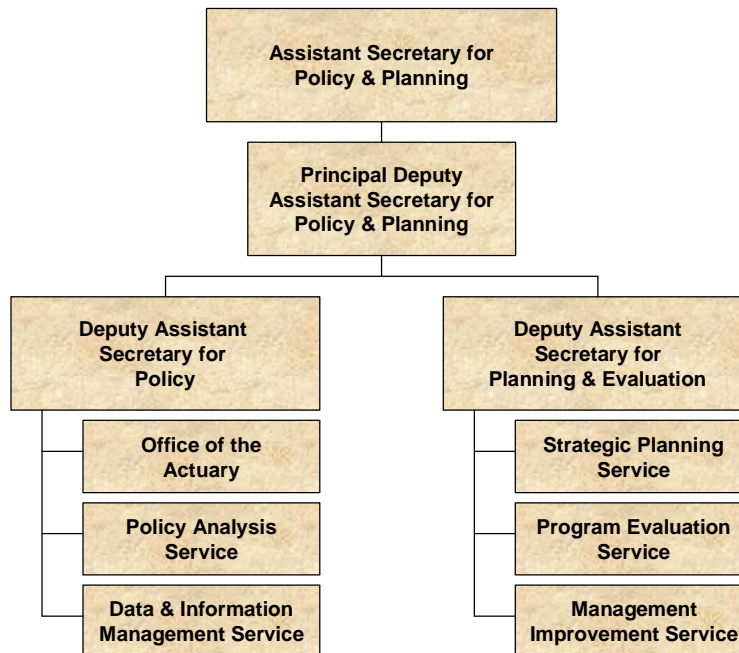 Assistant Secretary for
Policy & Planning
Principal Deputy
Assistant Secretary for
Policy & Planning
Deputy Assistant
Secretary for
Policy
Office of the
Actuary
Policy Analysis
Service
Data & Information
Management Service
Deputy Assistant
Secretary for
Planning & Evaluation
Strategic Planning
Service
Program Evaluation
Service
Management
Improvement Service